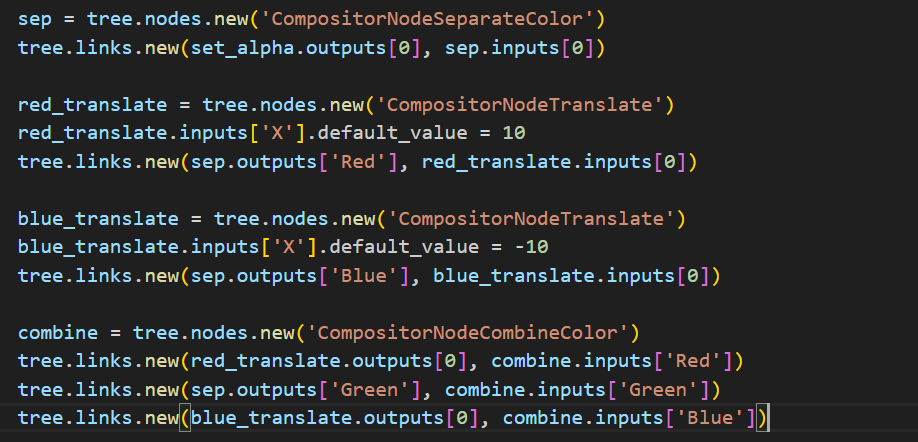 sep = tree.nodes.new('CompositorNodeSeparateColor')
tree.links.new(set_alpha.outputs[0], sep.inputs[0])
red_translate = tree.nodes.new('CompositorNodeTranslate')
red_translate.inputs['X'].default_value = 10
tree.links.new(sep.outputs['Red'], red_translate.inputs[0])
blue_translate = tree.nodes.new('CompositorNodeTranslate')
blue_translate.inputs['X'].default_value = -10
tree.links.new(sep.outputs['Blue'], blue_translate.inputs[0])
combine = tree.nodes.new('CompositorNodeCombineColor')
tree.links.new(red_translate.outputs[0], combine.inputs['Red'])
tree.links.new(sep.outputs['Green'], combine.inputs['Green'])
tree.links.new(blue_translate.outputs[0], combine.inputs['Blue'])